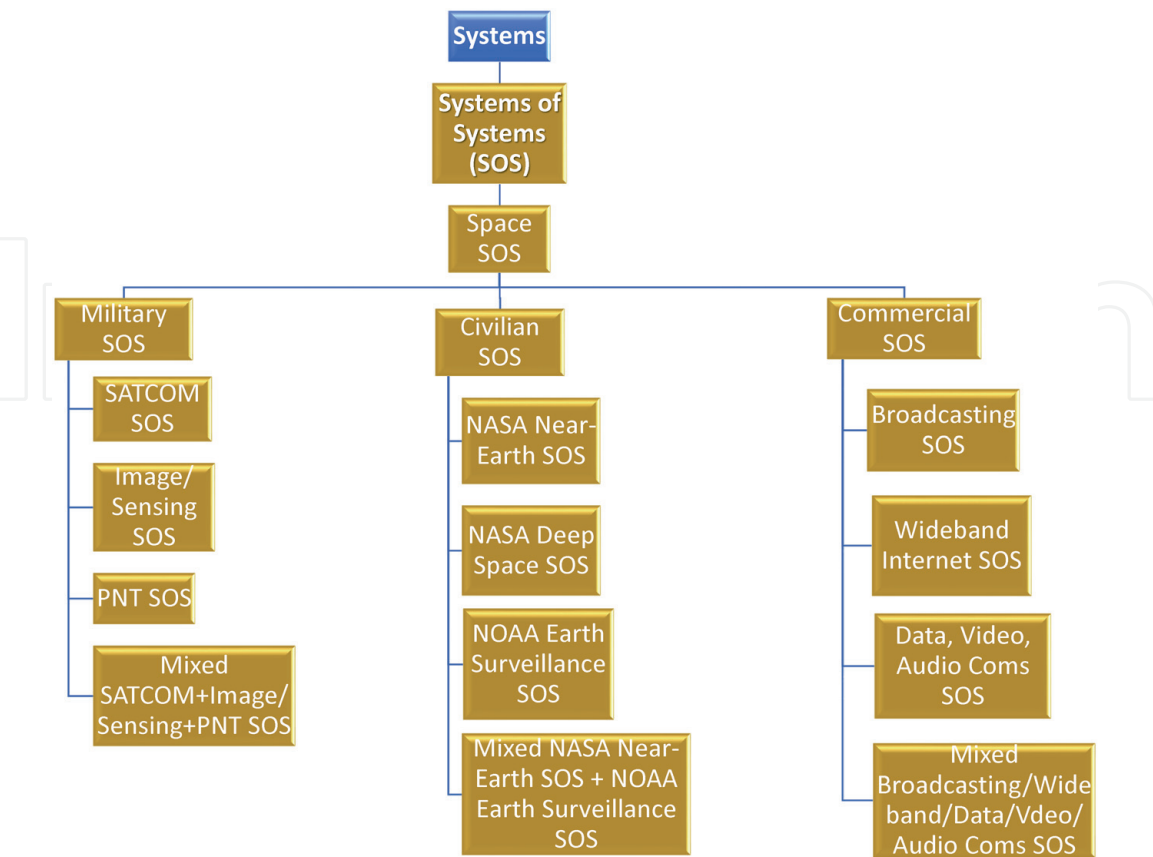 Systems
Systems of
Systems
(SOS)
Space
SOS
Military
SOS
SATCOM
SOS
Image/
Sensing
SOS
PNT SOS
Mixed
SATCOM+Image/
Sensing+PNT SOS
Civilian
SOS
NASA Near-
Earth SOS
NASA Deep
Space SOS
NOAA Earth
Surveillance
SOS
Mixed NASA Near-
Earth SOS + NOAA
Earth Surveillance
SOS
Commercial
SOS
Broadcasting
SOS
Wideband
Internet SOS
Data, Video,
Audio Coms
SOS
Mixed
Broadcasting/Wide
band/Data/Vdeo/
Audio Coms SOS